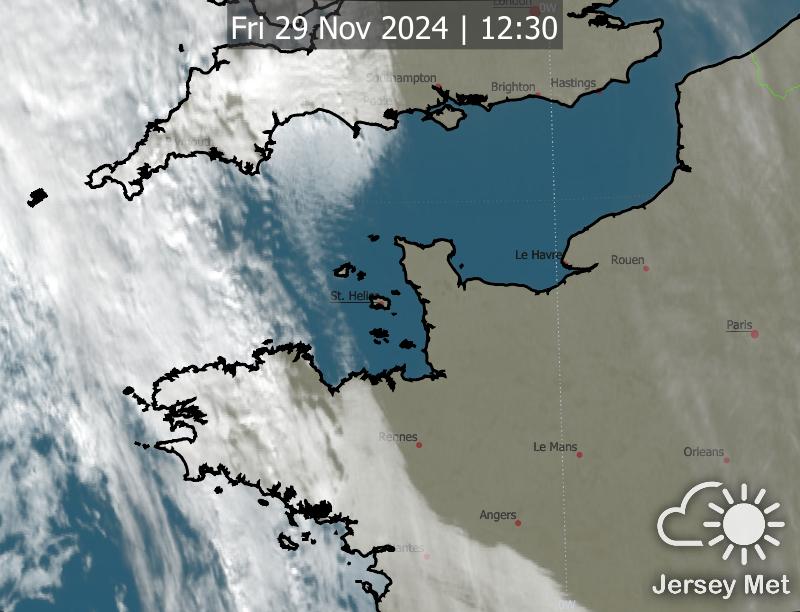 London
0W
Fri 29 Nov 2024 | 12:30
Southampton
Brighton
Hastings
Le Havre
Rouen
St. Helier
Paris
Rennes
Le Mans
Orleans
Angers
Nantes
0W
Jersey Met